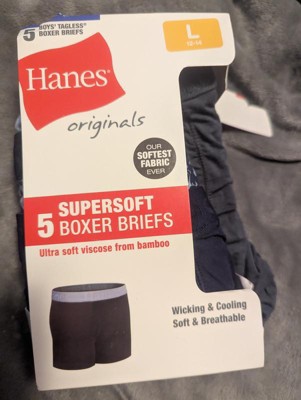 5 BOYS' TAGLESS®
BOXER BRIEFS
L
Hanes
originals
OUR
SOFTEST
FABRIC
EVER
5 SUPERSOFT
BOXER BRIEFS
Ultra soft viscose from bamboo
Wicking & Cooling
Soft & Breathable